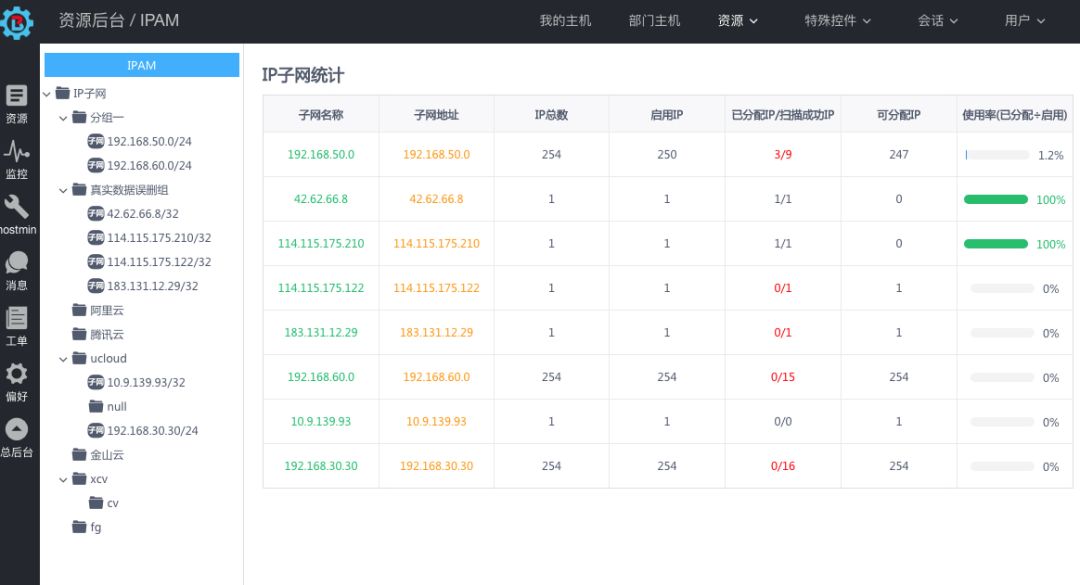 资源后台 / IPAM
我的主机 部门主机 资源 特殊控件 会话 用户
资源
监控
hostmin
消息
工单
偏好
总后台
IPAM
IP子网
分组一
子网 192.168.50.0/24
子网 192.168.60.0/24
真实数据误删组
子网 42.62.66.8/32
子网 114.115.175.210/32
子网 114.115.175.122/32
子网 183.131.12.29/32
阿里云
腾讯云
ucloud
子网 10.9.139.93/32
null
子网 192.168.30.30/24
金山云
xcv
cv
fg
IP子网统计
子网名称 子网地址 IP总数 启用IP 已分配IP/扫描成功IP 可分配IP 使用率(已分配÷启用)
192.168.50.0 192.168.50.0 254 250 3/9 247 1.2%
42.62.66.8 42.62.66.8 1 1 1/1 0 100%
114.115.175.210 114.115.175.210 1 1 1/1 0 100%
114.115.175.122 114.115.175.122 1 1 0/1 1 0%
183.131.12.29 183.131.12.29 1 1 0/1 1 0%
192.168.60.0 192.168.60.0 254 254 0/15 254 0%
10.9.139.93 10.9.139.93 1 1 0/0 1 0%
192.168.30.30 192.168.30.30 254 254 0/16 254 0%